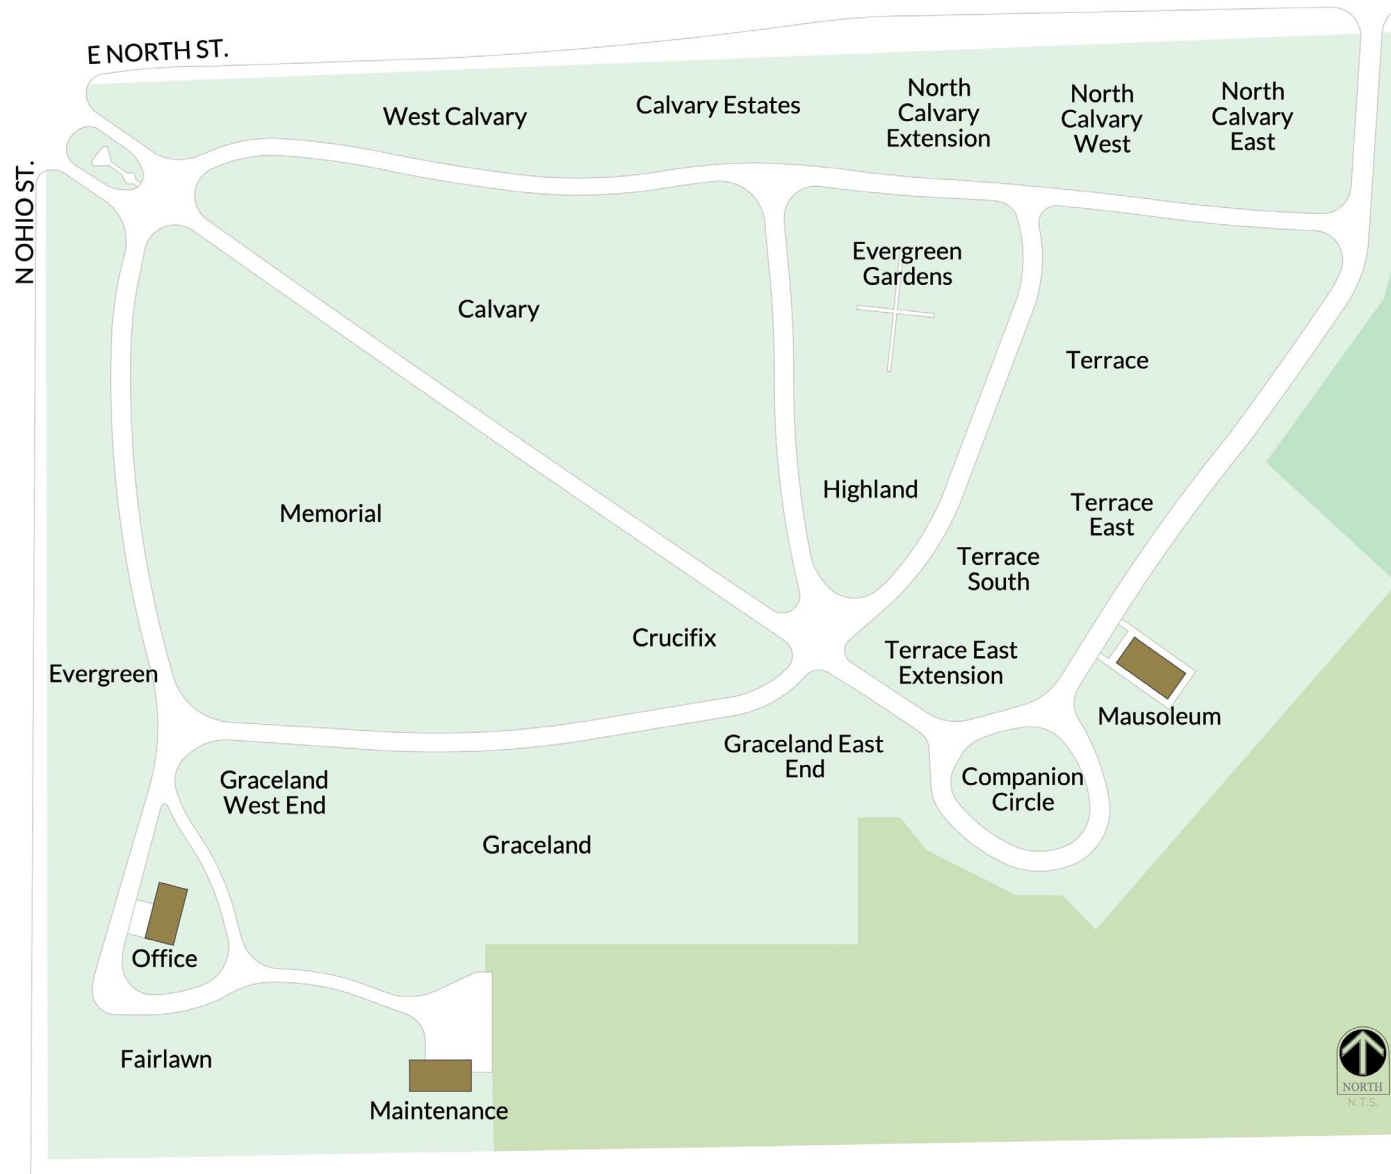 E NORTH ST.
N OHIO ST.
West Calvary
Calvary Estates
North
Calvary
Extension
North
Calvary
West
North
Calvary
East
Calvary
Evergreen
Gardens
Terrace
Memorial
Highland
Terrace
East
Terrace
South
Crucifix
Terrace East
Extension
Evergreen
Mausoleum
Graceland East
End
Graceland
West End
Companion
Circle
Graceland
Office
Fairlawn
Maintenance
NORTH
N.T.S.